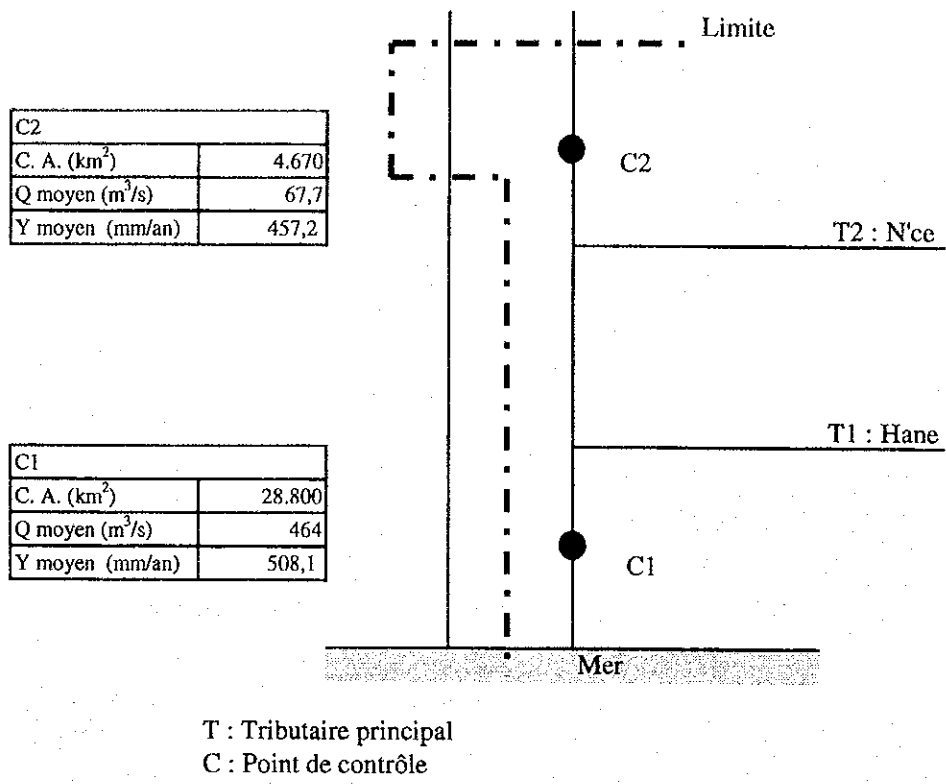 Limite
C2
C. A. (km²) 4.670
Q moyen (m³/s) 67,7
Y moyen (mm/an) 457,2
C2
T2 : N'ce
T1 : Hane
C1
C. A. (km²) 28.800
Q moyen (m³/s) 464
Y moyen (mm/an) 508,1
C1
Mer
T : Tributaire principal
C : Point de contrôle